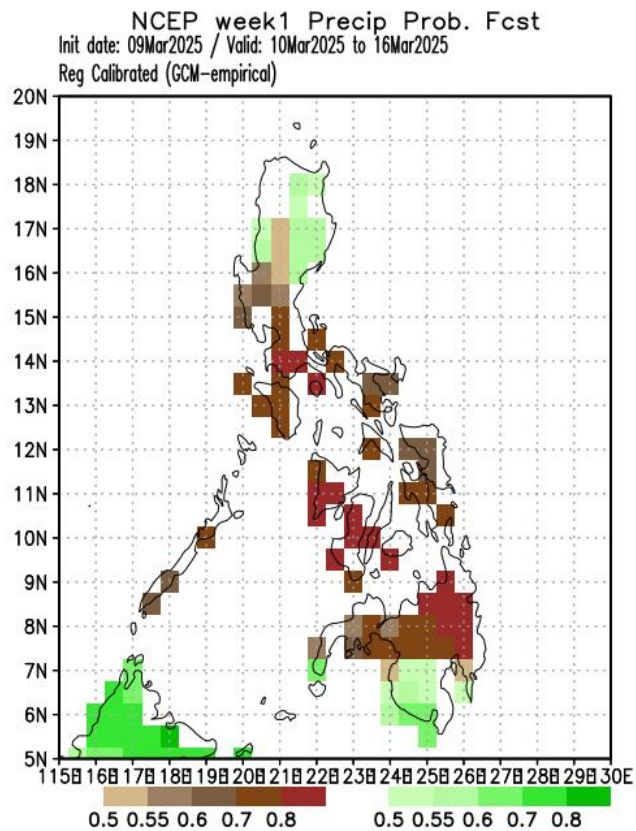 NCEP week1 Precip Prob. Fcst
Init date: 09Mar2025 / Valid: 10Mar2025 to 16Mar2025
Reg Calibrated (GCM-empirical)
20N
19N
18N
17N
16N
15N
14N
13N
12N
11N
10N
9N
8N
7N
6N
5N
115E 116E 117E 118E 119E 120E 121E 122E 123E 124E 125E 126E 127E 128E 129E 130E
0.5 0.55 0.6 0.7 0.8 0.5 0.55 0.6 0.7 0.8